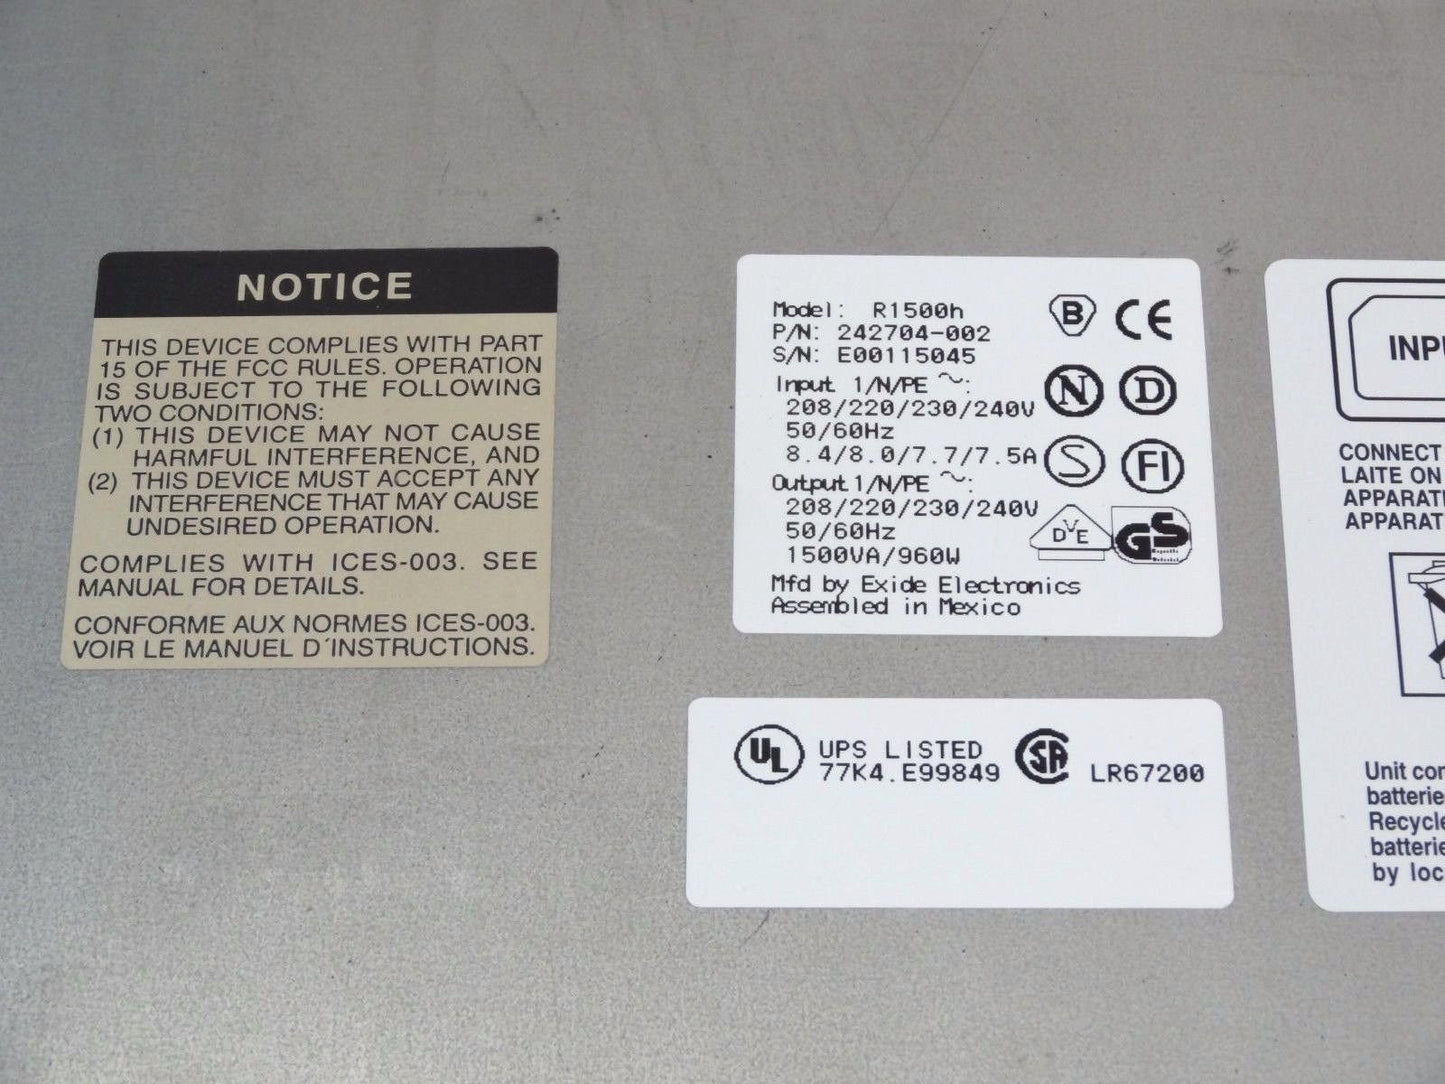 NOTICE
THIS DEVICE COMPLIES WITH PART
15 OF THE FCC RULES. OPERATION
IS SUBJECT TO THE FOLLOWING
TWO CONDITIONS:
(1) THIS DEVICE MAY NOT CAUSE
HARMFUL INTERFERENCE, AND
(2) THIS DEVICE MUST ACCEPT ANY
INTERFERENCE THAT MAY CAUSE
UNDESIRED OPERATION.
COMPLIES WITH ICES-003. SEE
MANUAL FOR DETAILS.
CONFORME AUX NORMES ICES-003.
VOIR LE MANUEL D´INSTRUCTIONS.
Model: R1500h
P/N: 242704-002
S/N: E00115045
Input 1/N/PE ~:
208/220/230/240V
50/60Hz
8.4/8.0/7.7/7.5A
Output 1/N/PE ~:
208/220/230/240V
50/60Hz
1500VA/960W
Mfd by Exide Electronics
Assembled in Mexico
B CE
N D
S FI
DVE GS
UL UPS LISTED
77K4.E99849
SA LR67200
INP
CONNECT
LAITE ON
APPARAT
APPARAT
Unit con
batterie
Recycle
batterie
by loc